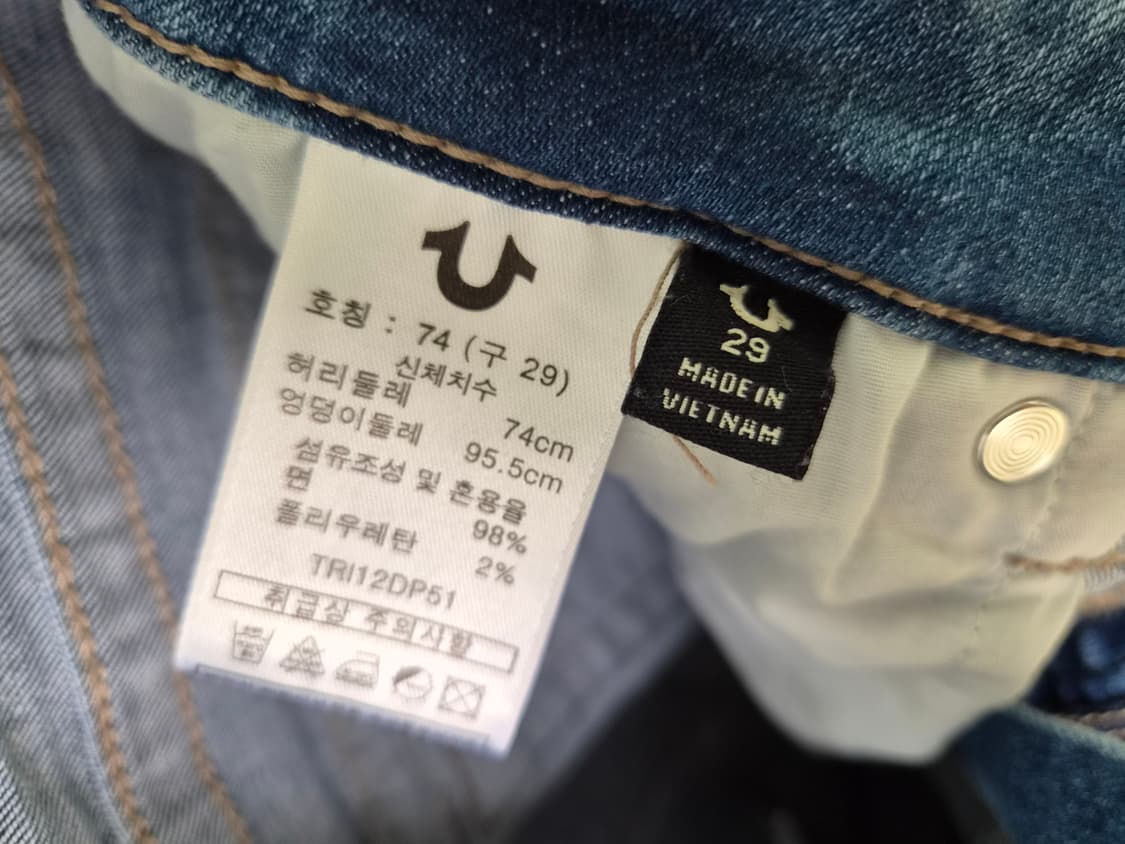 호칭 : 74 (구 29)
신체치수
허리둘레 74cm
엉덩이둘레 95.5cm
섬유조성 및 혼용율
면 98%
폴리우레탄 2%
TRI12DP51
취급상 주의사항
29
MADE IN
VIETNAM